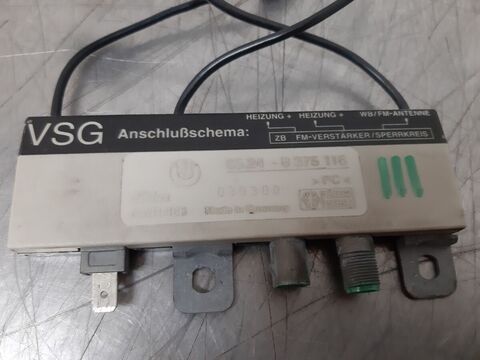 HEIZUNG + HEIZUNG + WB/FM-ANTENNE
VSG Anschlußschema: ZB FM-VERSTÄRKER/SPERRKREIS
65.24 - 8 375 116
>PC<
Made in Germany